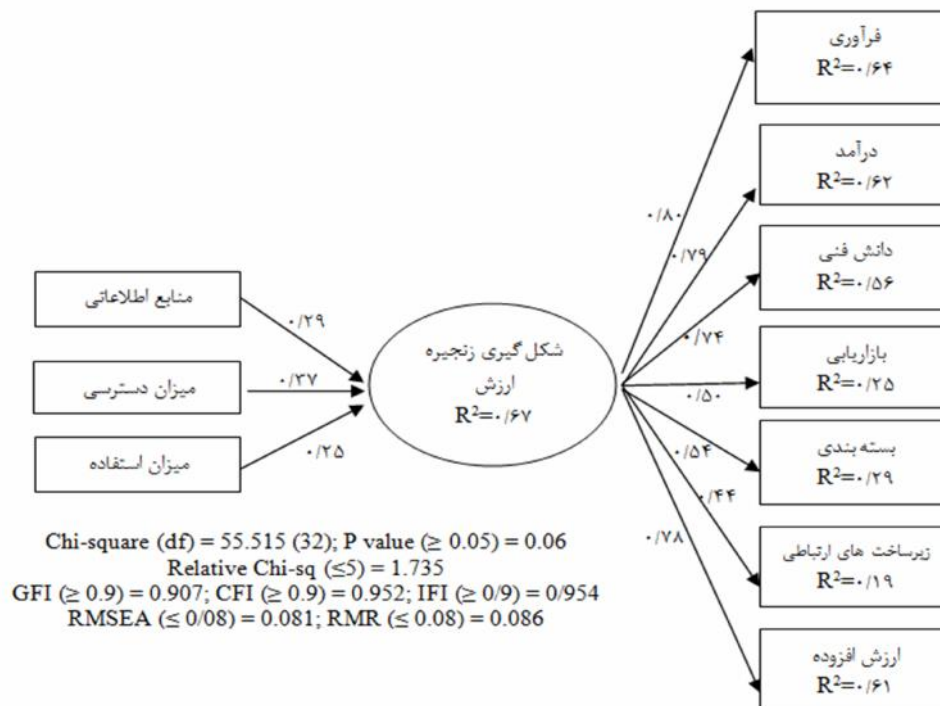 فرآوری
R²=۰/۶۴
درآمد
R²=۰/۶۲
۰/۸۰
۰/۷۹
دانش فنی
R²=۰/۵۶
منابع اطلاعاتی
۰/۲۹
۰/۷۴
میزان دسترسی
۰/۳۷
شکل گیری زنجیره
ارزش
R²=۰/۶۷
بازاریابی
R²=۰/۲۵
۰/۵۰
میزان استفاده
۰/۲۵
بسته بندی
R²=۰/۲۹
۰/۵۴
۰/۴۴
۰/۷۸
زیرساخت های ارتباطی
R²=۰/۱۹
ارزش افزوده
R²=۰/۶۱
Chi-square (df) = 55.515 (32); P value (≥ 0.05) = 0.06
Relative Chi-sq (≤5) = 1.735
GFI (≥ 0.9) = 0.907; CFI (≥ 0.9) = 0.952; IFI (≥ 0/9) = 0/954
RMSEA (≤ 0/08) = 0.081; RMR (≤ 0.08) = 0.086